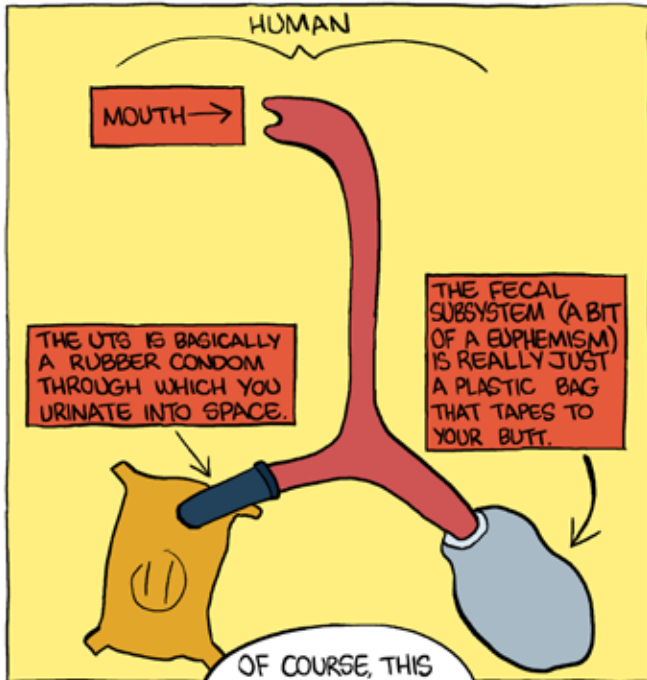 HUMAN
MOUTH→
THE FECAL
SUBSYSTEM (A BIT
OF A EUPHEMISM)
IS REALLY JUST
A PLASTIC BAG
THAT TAPES TO
YOUR BUTT.
THE UTS IS BASICALLY
A RUBBER CONDOM
THROUGH WHICH YOU
URINATE INTO SPACE.
OF COURSE, THIS